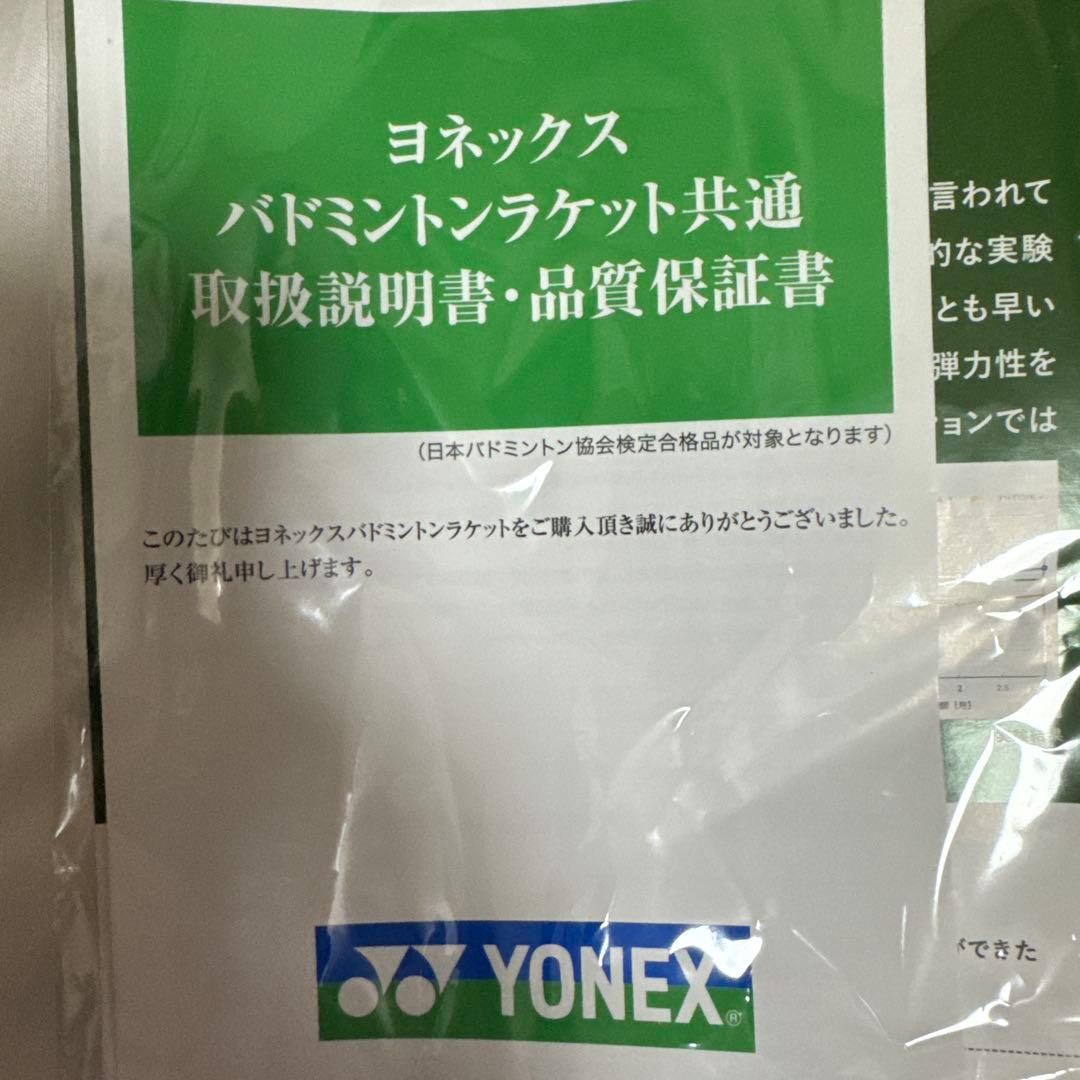 ヨネックス
バドミントンラケット共通
取扱説明書・品質保証書
(日本バドミントン協会検定合格品が対象となります)
このたびはヨネックスバドミントンラケットをご購入頂き誠にありがとうございました。
厚く御礼申し上げます。
YONEX®
言われて
的な実験
とも早い
弾力性を
ョンでは
2 2.5
ができた